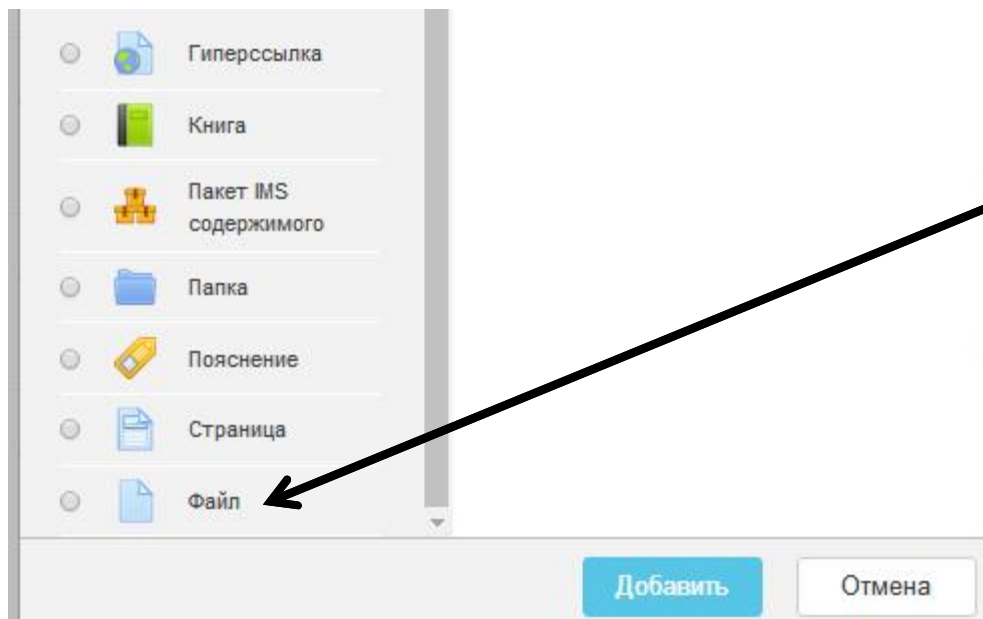 Гиперссылка
Книга
Пакет IMS
содержимого
Папка
Пояснение
Страница
Файл
Добавить
Отмена